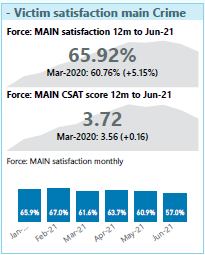 - Victim satisfaction main Crime
Force: MAIN satisfaction 12m to Jun-21
65.92%
Mar-2020: 60.76% (+5.15%)
Force: MAIN CSAT score 12m to Jun-21
3.72
Mar-2020: 3.56 (+0.16)
Force: MAIN satisfaction monthly
65.9% 67.0% 61.6% 63.7% 60.9% 57.0%
Jan-... Feb-21 Mar-21 Apr-21 May-21 Jun-21